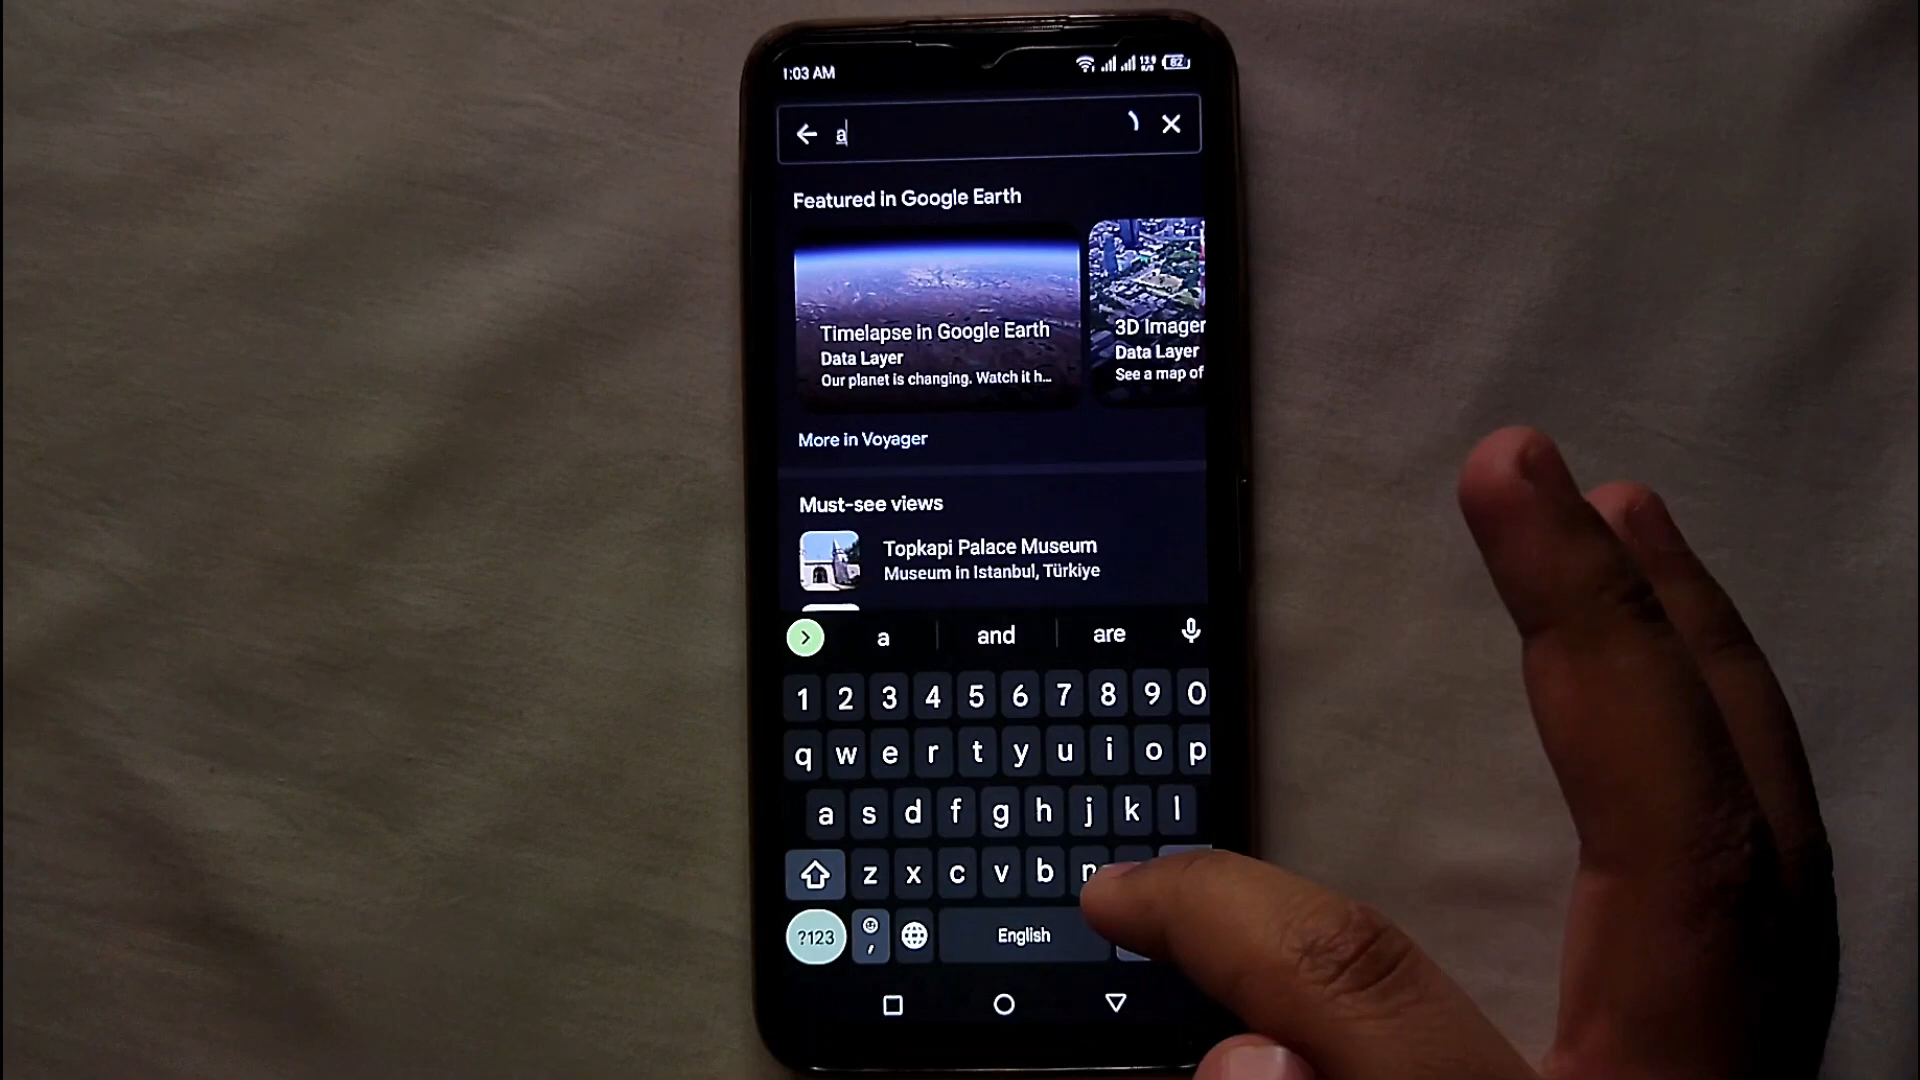 1:03 AM
82
a
Featured in Google Earth
Timelapse in Google Earth
Data Layer
Our planet is changing. Watch it h...
3D Imager
Data Layer
See a map of
More in Voyager
Must-see views
Topkapi Palace Museum
Museum in Istanbul, Türkiye
a and are
1 2 3 4 5 6 7 8 9 0
q w e r t y u i o p
a s d f g h j k l
z x c v b n
?123 , English